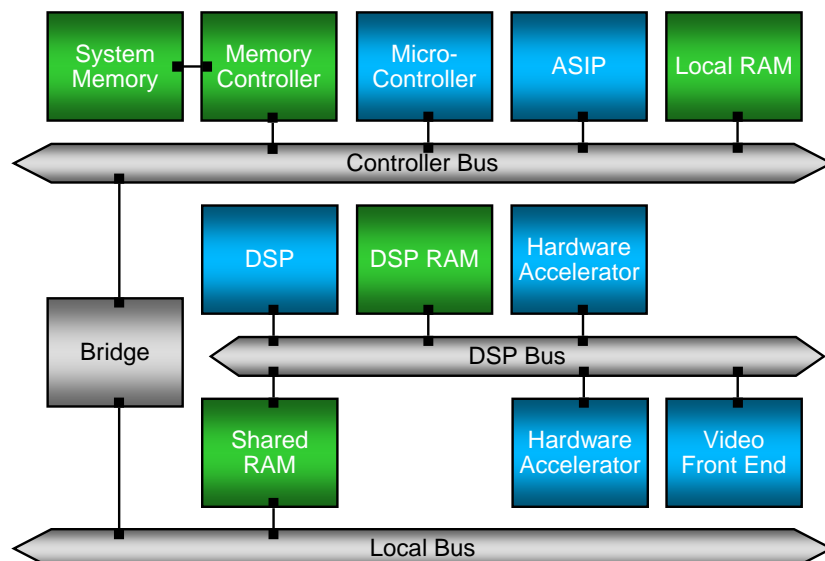 System
Memory
Memory
Controller
Micro-
Controller
ASIP
Local RAM
Controller Bus
DSP
DSP RAM
Hardware
Accelerator
Bridge
DSP Bus
Shared
RAM
Hardware
Accelerator
Video
Front End
Local Bus